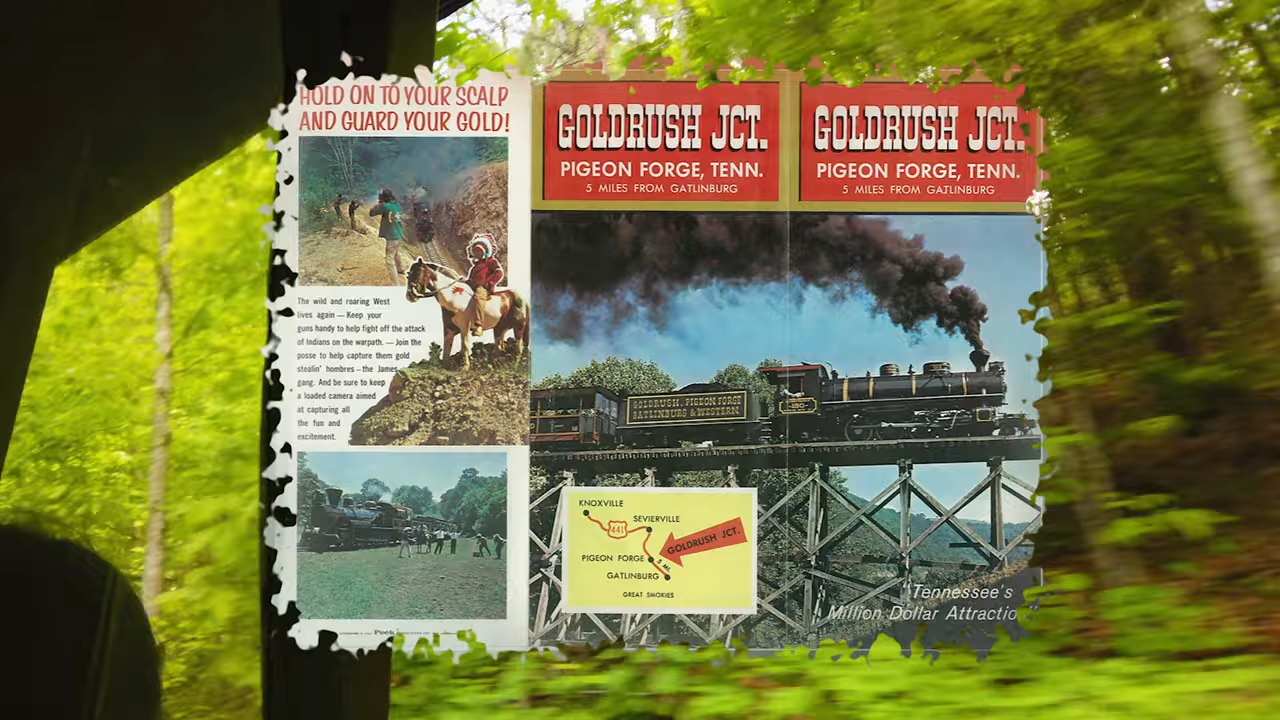 HOLD ON TO YOUR SCALP
AND GUARD YOUR GOLD!
The wild and roaring West
lives again — Keep your
guns handy to help fight off the attack
of Indians on the warpath. — Join the
posse to help capture them gold
stealin' hombres – the James
gang. And be sure to keep
a loaded camera aimed
at capturing all
the fun and
excitement.
Peek
GOLDRUSH JCT.
PIGEON FORGE, TENN.
5 MILES FROM GATLINBURG
GOLDRUSH JCT.
PIGEON FORGE, TENN.
5 MILES FROM GATLINBURG
GOLDRUSH, PIGEON FORGE
GATLINBURG & WESTERN
KNOXVILLE
441
SEVIERVILLE
GOLDRUSH JCT.
PIGEON FORGE
5 MI.
GATLINBURG
GREAT SMOKIES
Tennessee's
Million Dollar Attractio